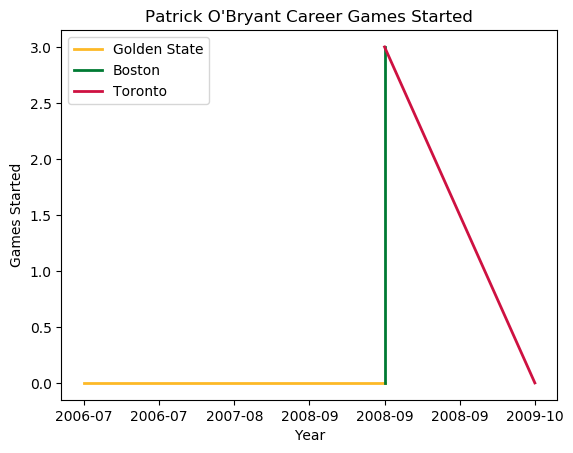 Patrick O'Bryant Career Games Started
Golden State
Boston
Toronto
3.0
2.5
2.0
1.5
1.0
0.5
0.0
Games Started
2006-07 2006-07 2007-08 2008-09 2008-09 2008-09 2009-10
Year